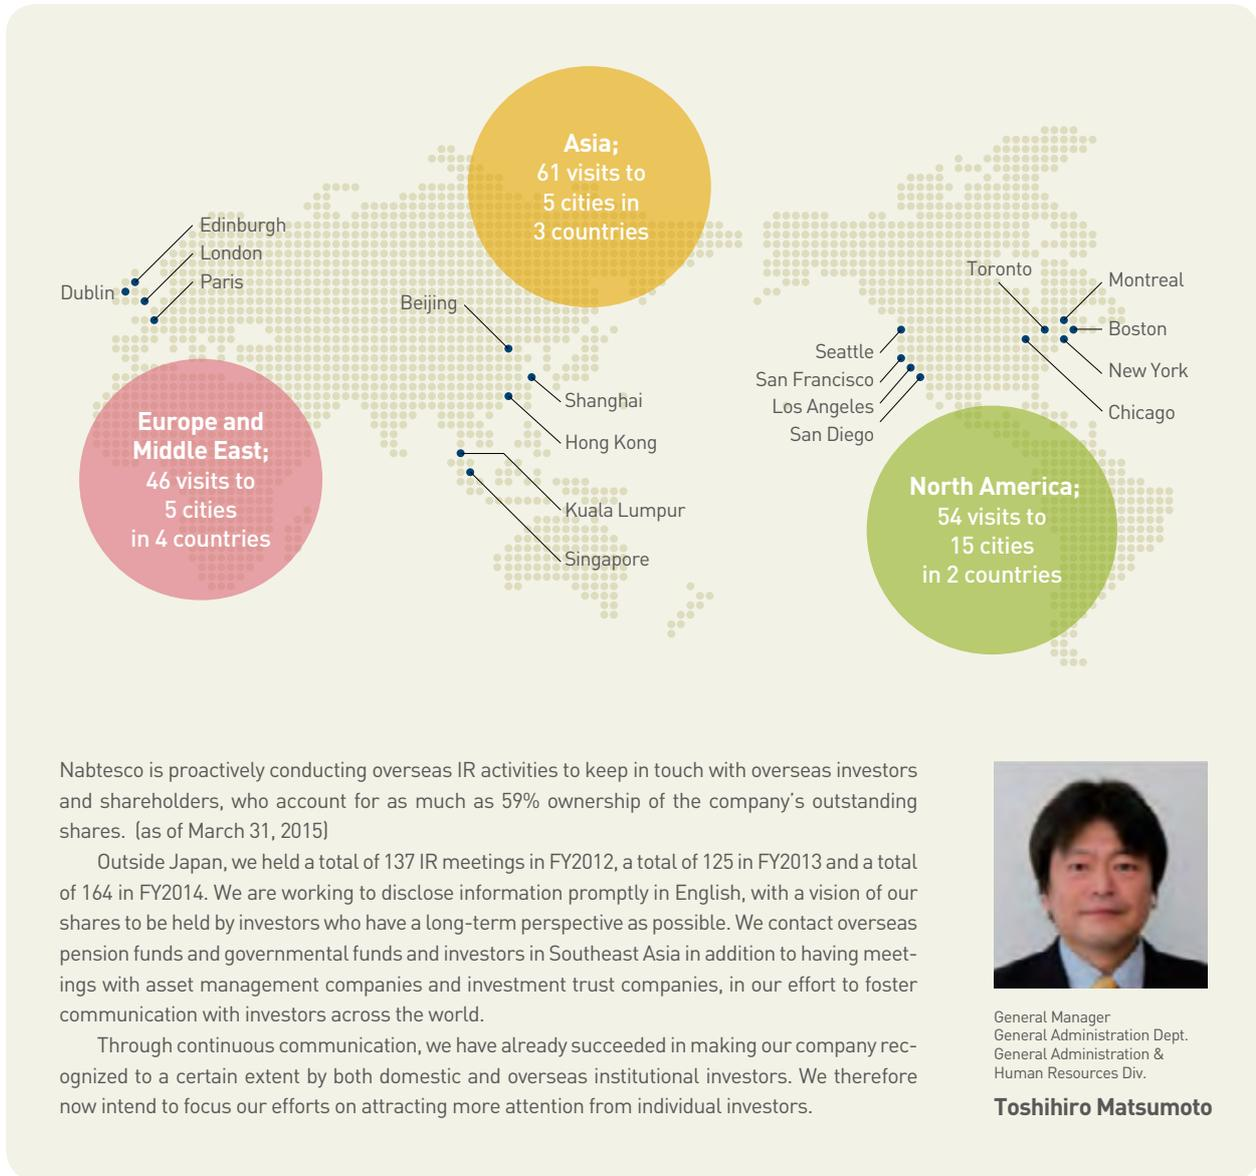 Asia;
61 visits to
5 cities in
3 countries
Edinburgh
London
Paris
Dublin
Beijing
Shanghai
Hong Kong
Kuala Lumpur
Singapore
Europe and
Middle East;
46 visits to
5 cities
in 4 countries
Toronto
Montreal
Boston
New York
Chicago
Seattle
San Francisco
Los Angeles
San Diego
North America;
54 visits to
15 cities
in 2 countries
Nabtesco is proactively conducting overseas IR activities to keep in touch with overseas investors
and shareholders, who account for as much as 59% ownership of the company's outstanding
shares. (as of March 31, 2015)
Outside Japan, we held a total of 137 IR meetings in FY2012, a total of 125 in FY2013 and a total
of 164 in FY2014. We are working to disclose information promptly in English, with a vision of our
shares to be held by investors who have a long-term perspective as possible. We contact overseas
pension funds and governmental funds and investors in Southeast Asia in addition to having meet-
ings with asset management companies and investment trust companies, in our effort to foster
communication with investors across the world.
Through continuous communication, we have already succeeded in making our company rec-
ognized to a certain extent by both domestic and overseas institutional investors. We therefore
now intend to focus our efforts on attracting more attention from individual investors.
General Manager
General Administration Dept.
General Administration &
Human Resources Div.
Toshihiro Matsumoto